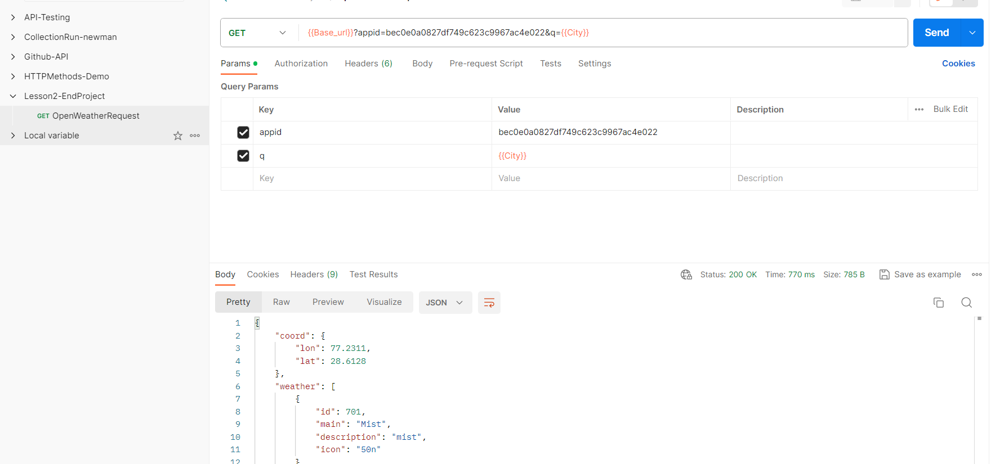 API-Testing
CollectionRun-newman
Github-API
HTTPMethods-Demo
Lesson2-EndProject
GET OpenWeatherRequest
Local variable
GET {{Base_url}}?appid=bec0e0a0827df749c623c9967ac4e022&q={{City}} Send
Params Authorization Headers (6) Body Pre-request Script Tests Settings Cookies
Query Params
Key Value Description Bulk Edit
appid bec0e0a0827df749c623c9967ac4e022
q {{City}}
Key Value Description
Body Cookies Headers (9) Test Results Status: 200 OK Time: 770 ms Size: 785 B Save as example
Pretty Raw Preview Visualize JSON
1 {
2 "coord": {
3 "lon": 77.2311,
4 "lat": 28.6128
5 },
6 "weather": [
7 {
8 "id": 701,
9 "main": "Mist",
10 "description": "mist",
11 "icon": "50n"
12 }